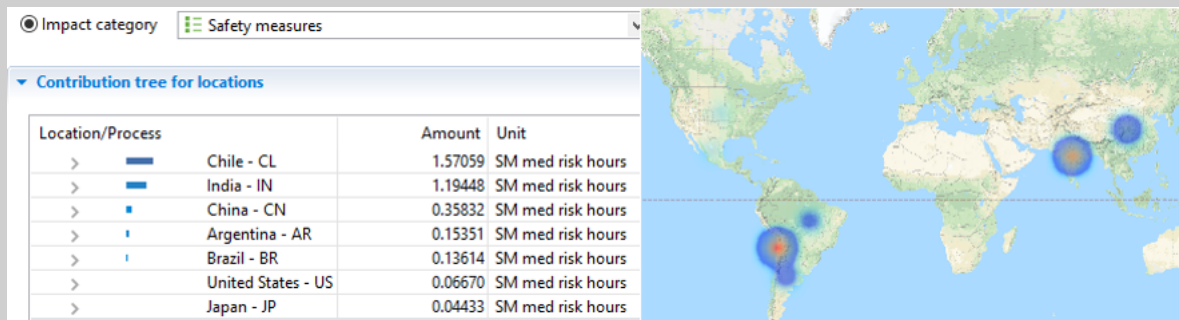 Impact category Safety measures
Contribution tree for locations
Location/Process Amount Unit
Chile - CL 1.57059 SM med risk hours
India - IN 1.19448 SM med risk hours
China - CN 0.35832 SM med risk hours
Argentina - AR 0.15351 SM med risk hours
Brazil - BR 0.13614 SM med risk hours
United States - US 0.06670 SM med risk hours
Japan - JP 0.04433 SM med risk hours